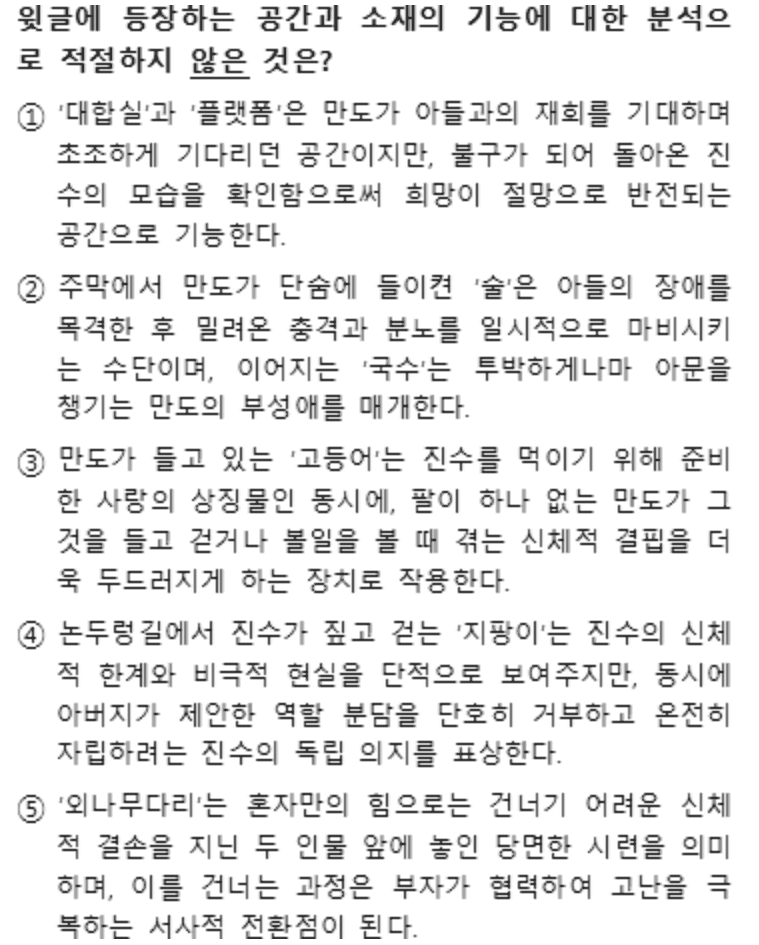 윗글에 등장하는 공간과 소재의 기능에 대한 분석으
로 적절하지 않은 것은?
① '대합실'과 '플랫폼'은 만도가 아들과의 재회를 기대하며
초조하게 기다리던 공간이지만, 불구가 되어 돌아온 진
수의 모습을 확인함으로써 희망이 절망으로 반전되는
공간으로 기능한다.
② 주막에서 만도가 단숨에 들이켠 '술'은 아들의 장애를
목격한 후 밀려온 충격과 분노를 일시적으로 마비시키
는 수단이며, 이어지는 '국수'는 투박하게나마 아문을
챙기는 만도의 부성애를 매개한다.
③ 만도가 들고 있는 '고등어'는 진수를 먹이기 위해 준비
한 사랑의 상징물인 동시에, 팔이 하나 없는 만도가 그
것을 들고 걷거나 볼일을 볼 때 겪는 신체적 결핍을 더
욱 두드러지게 하는 장치로 작용한다.
④ 논두렁길에서 진수가 짚고 걷는 '지팡이'는 진수의 신체
적 한계와 비극적 현실을 단적으로 보여주지만, 동시에
아버지가 제안한 역할 분담을 단호히 거부하고 온전히
자립하려는 진수의 독립 의지를 표상한다.
⑤ '외나무다리'는 혼자만의 힘으로는 건너기 어려운 신체
적 결손을 지닌 두 인물 앞에 놓인 당면한 시련을 의미
하며, 이를 건너는 과정은 부자가 협력하여 고난을 극
복하는 서사적 전환점이 된다.